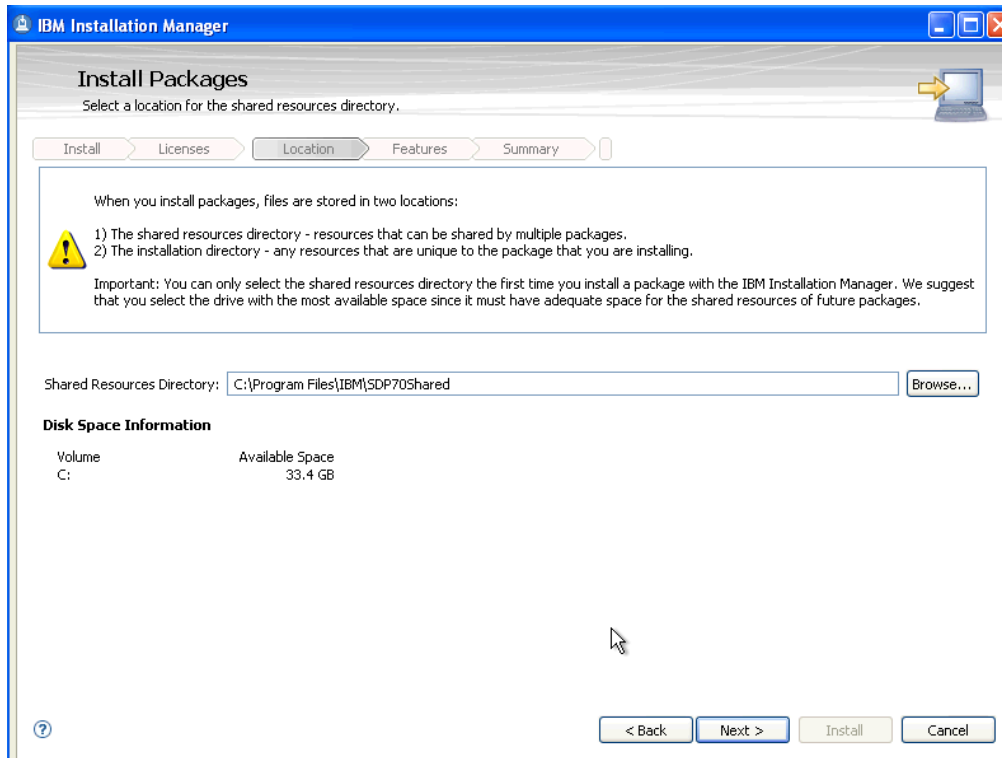 IBM Installation Manager
Install Packages
Select a location for the shared resources directory.
Install Licenses Location Features Summary
When you install packages, files are stored in two locations:
1) The shared resources directory - resources that can be shared by multiple packages.
2) The installation directory - any resources that are unique to the package that you are installing.
Important: You can only select the shared resources directory the first time you install a package with the IBM Installation Manager. We suggest
that you select the drive with the most available space since it must have adequate space for the shared resources of future packages.
Shared Resources Directory: C:\Program Files\IBM\SDP70Shared Browse...
Disk Space Information
Volume Available Space
C: 33.4 GB
? < Back Next > Install Cancel